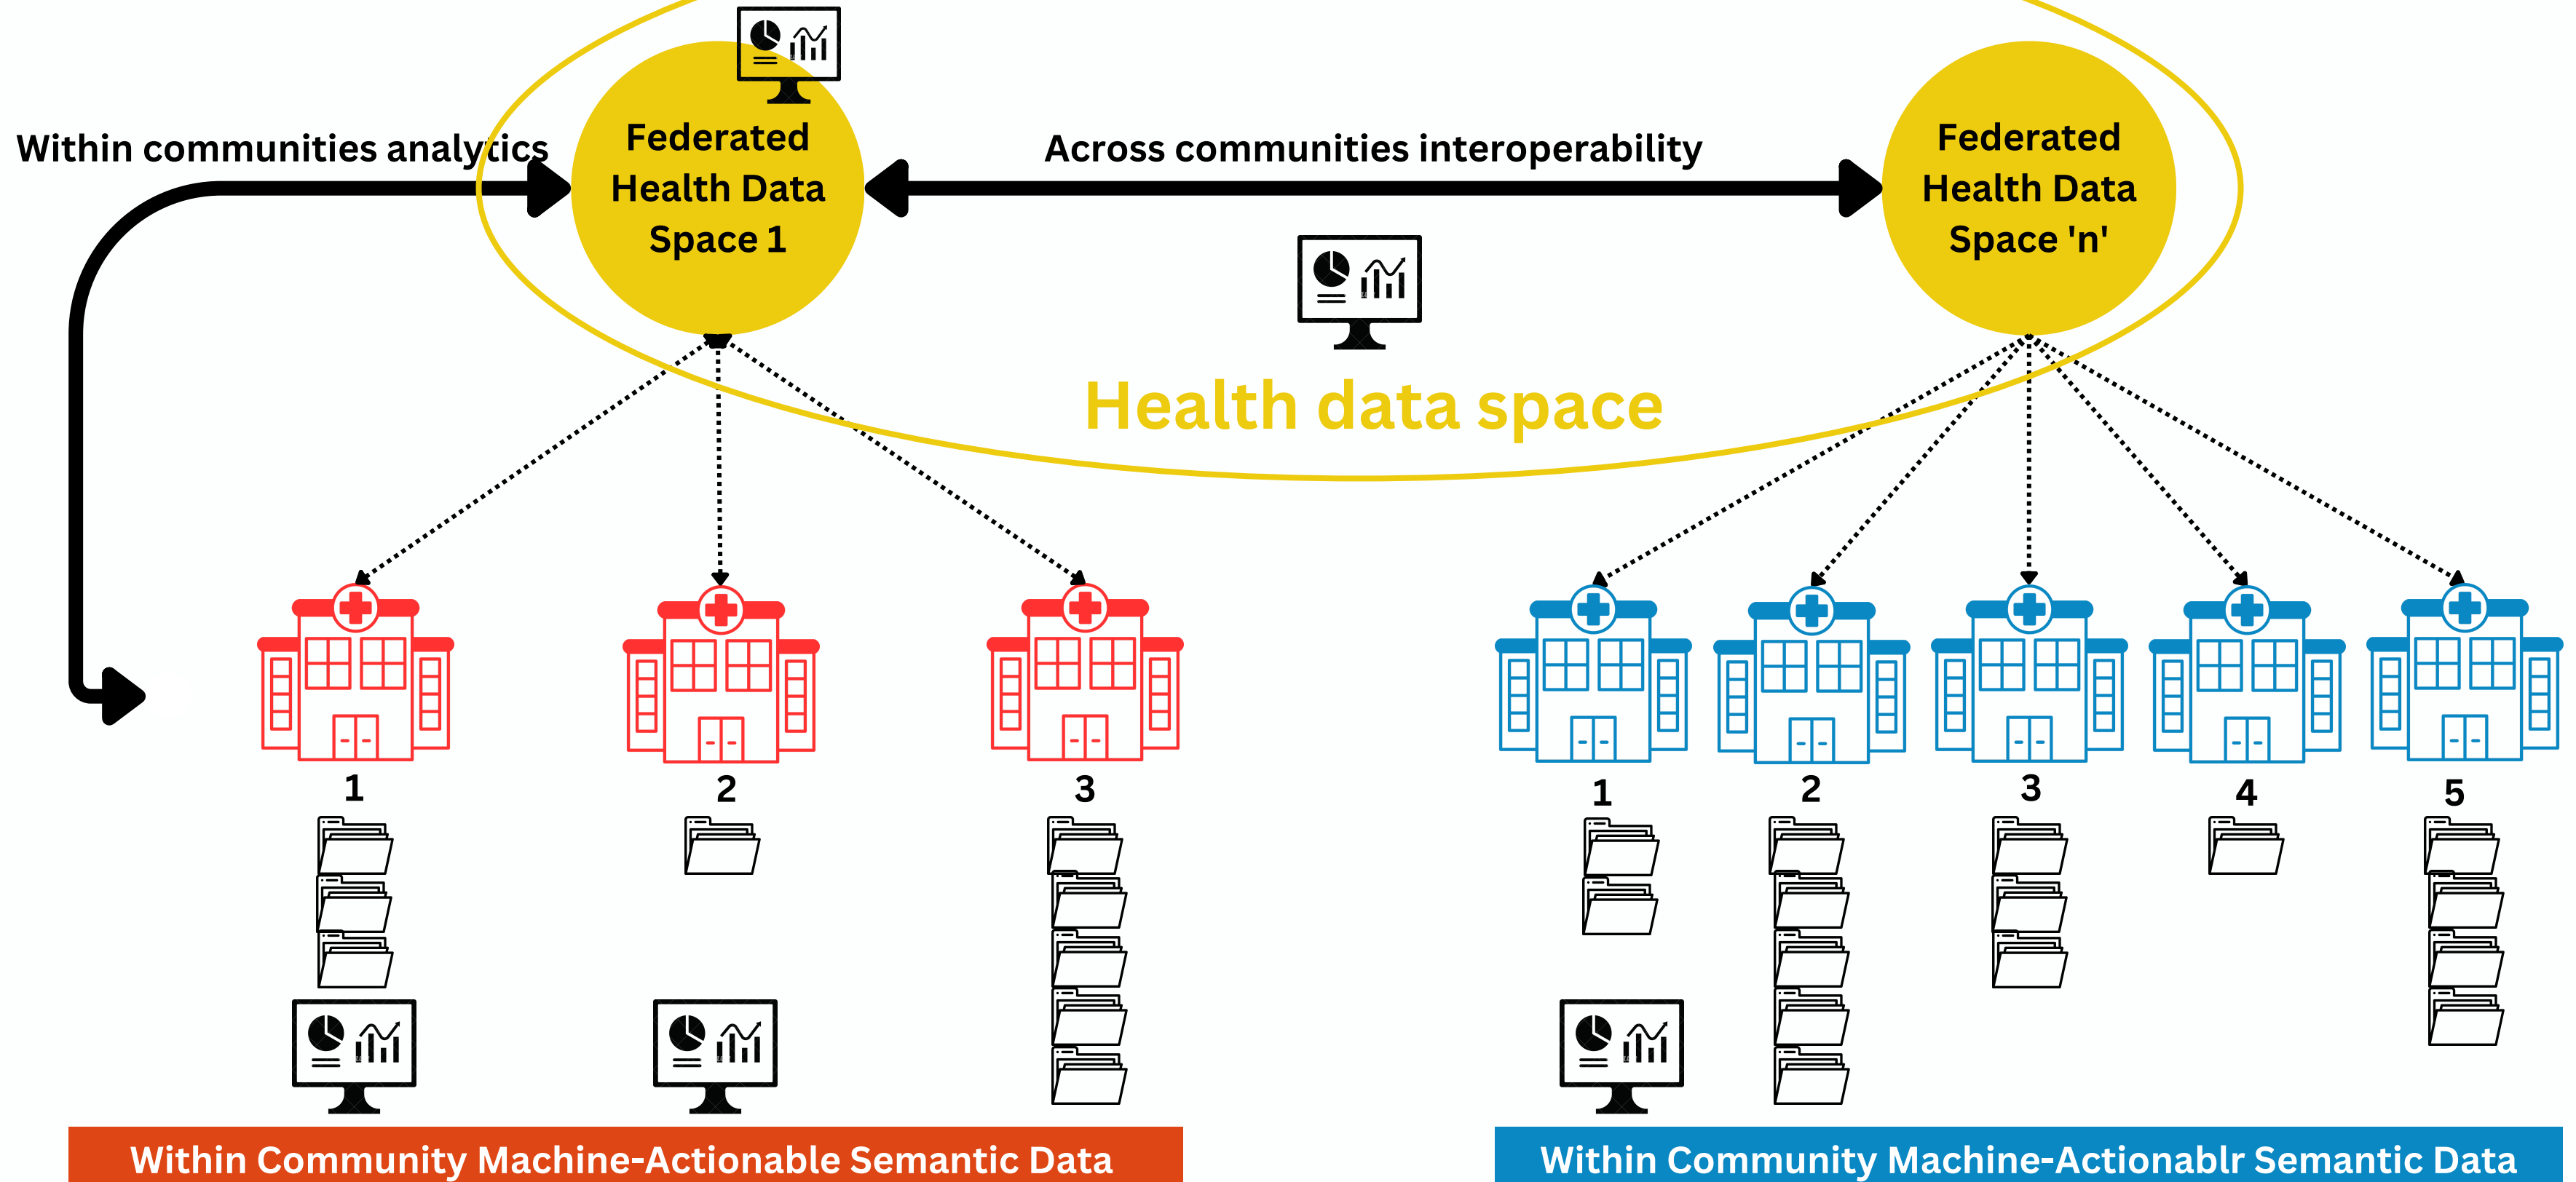 Within communities analytics
Federated
Health Data
Space 1
Across communities interoperability
Federated
Health Data
Space 'n'
Health data space
1
2
3
1
2
3
4
5
Within Community Machine-Actionable Semantic Data
Within Community Machine-Actionablr Semantic Data